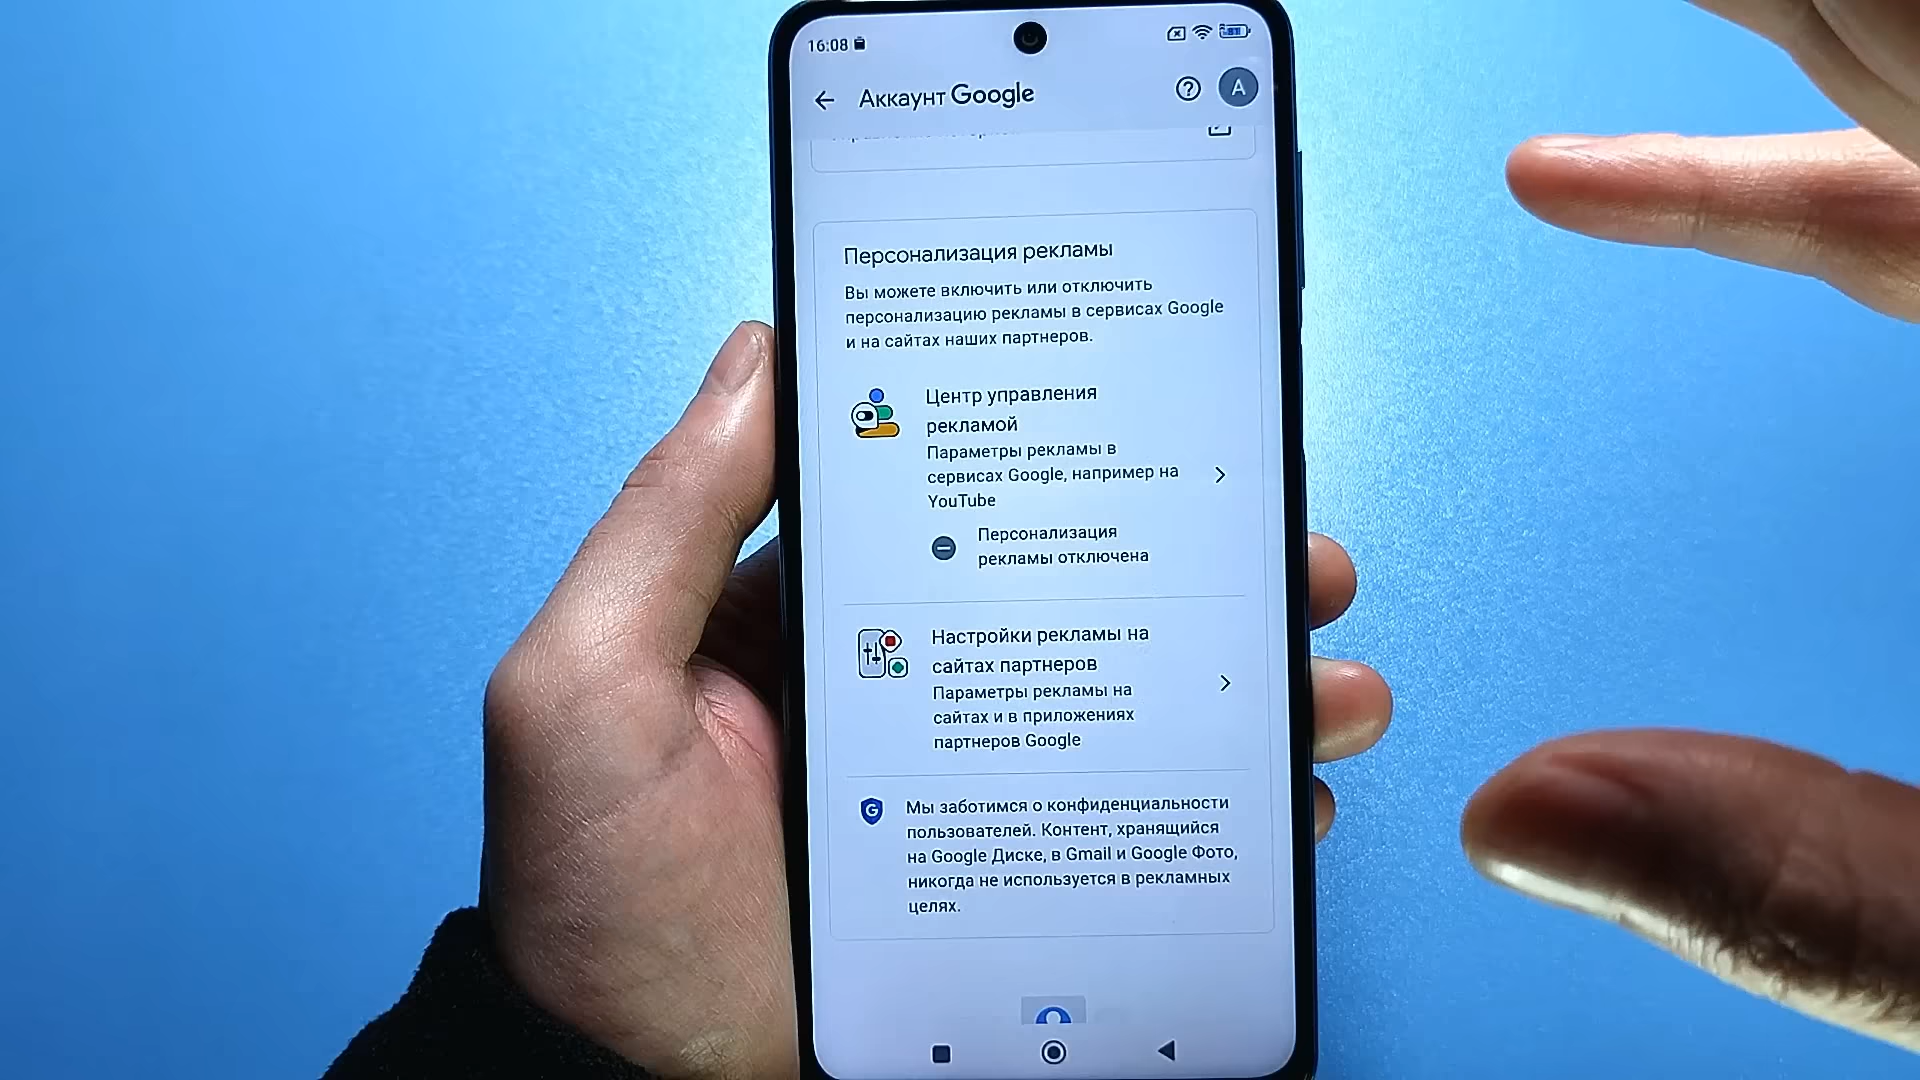 16:08
Аккаунт Google
A
Персонализация рекламы
Вы можете включить или отключить
персонализацию рекламы в сервисах Google
и на сайтах наших партнеров.
Центр управления
рекламой
Параметры рекламы в
сервисах Google, например на
YouTube
Персонализация
рекламы отключена
Настройки рекламы на
сайтах партнеров
Параметры рекламы на
сайтах и в приложениях
партнеров Google
G
Мы заботимся о конфиденциальности
пользователей. Контент, хранящийся
на Google Диске, в Gmail и Google Фото,
никогда не используется в рекламных
целях.